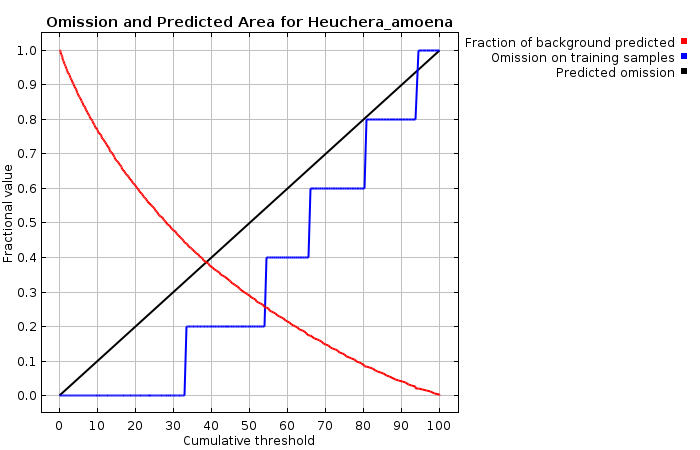 Omission and Predicted Area for Heuchera_amoena
Fraction of background predicted
Omission on training samples
Predicted omission
Fractional value
1.0
0.9
0.8
0.7
0.6
0.5
0.4
0.3
0.2
0.1
0.0
0 10 20 30 40 50 60 70 80 90 100
Cumulative threshold